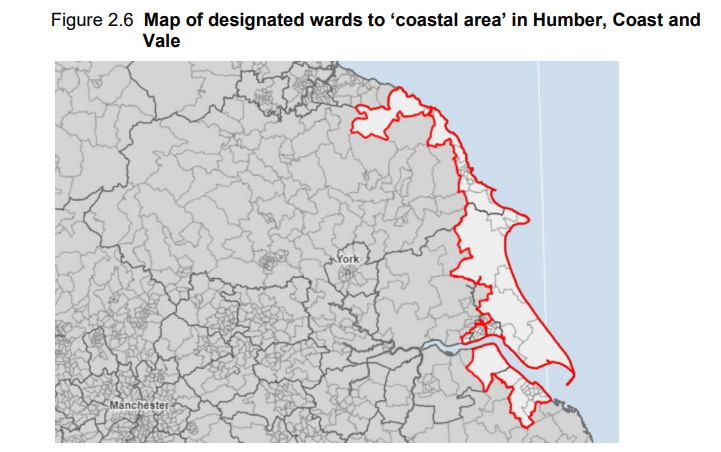 Figure 2.6 Map of designated wards to ‘coastal area’ in Humber, Coast and
Vale
York
Manchester